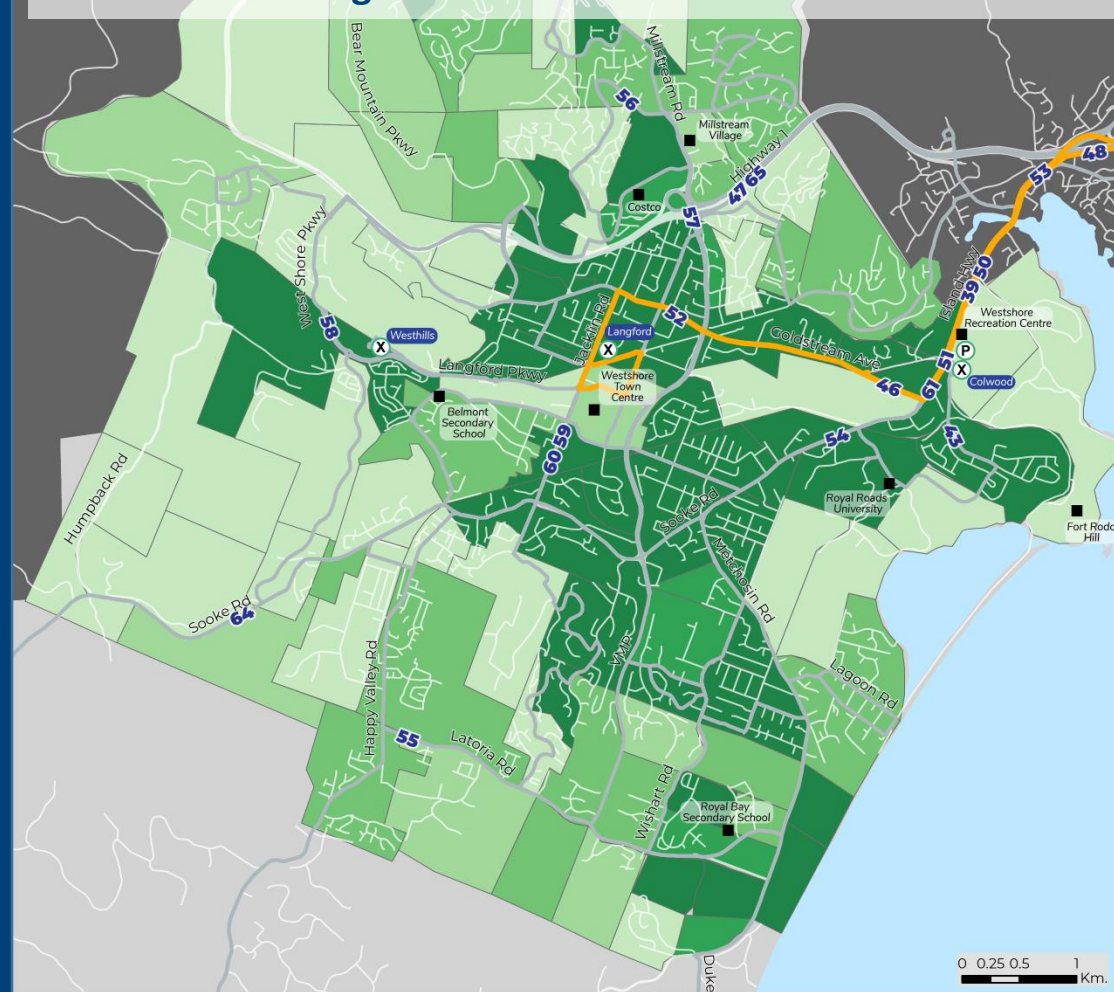 Bear Mountain Pkwy
Millstream Rd
56
Millstream
Village
Highway 1
47 65
48
53
Costco
57
West Shore Pkwy
Island Hwy
39 50
Westshore
Recreation Centre
58
X
Westhills
Jacklin Rd
52
Langford
X
Goldstream Ave
P
X
Colwood
51
61
46
Langford Pkwy
Westshore
Town
Centre
Belmont
Secondary
School
60 59
54
43
Humpback Rd
Sooke Rd
Royal Roads
University
Fort Rodd
Hill
Metchosin Rd
Sooke Rd
64
Happy Valley Rd
VMP
Lagoon Rd
55
Latoria Rd
Wishart Rd
Royal Bay
Secondary School
Duke
0 0.25 0.5 1
Km.